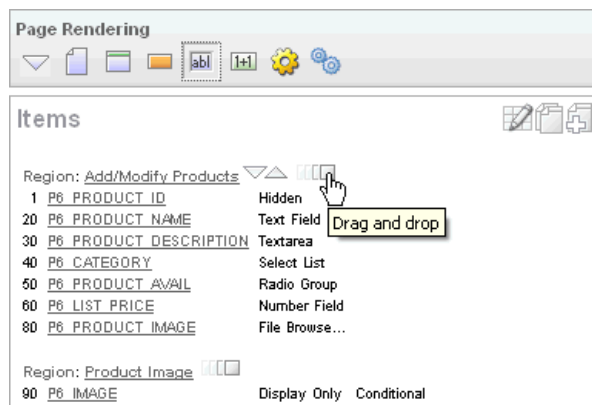 Page Rendering
abl 1+1
Items
Region: Add/Modify Products
Drag and drop
1 P6_PRODUCT_ID Hidden
20 P6_PRODUCT_NAME Text Field
30 P6_PRODUCT_DESCRIPTION Textarea
40 P6_CATEGORY Select List
50 P6_PRODUCT_AVAIL Radio Group
60 P6_LIST_PRICE Number Field
80 P6_PRODUCT_IMAGE File Browse...
Region: Product Image
90 P6_IMAGE Display Only Conditional